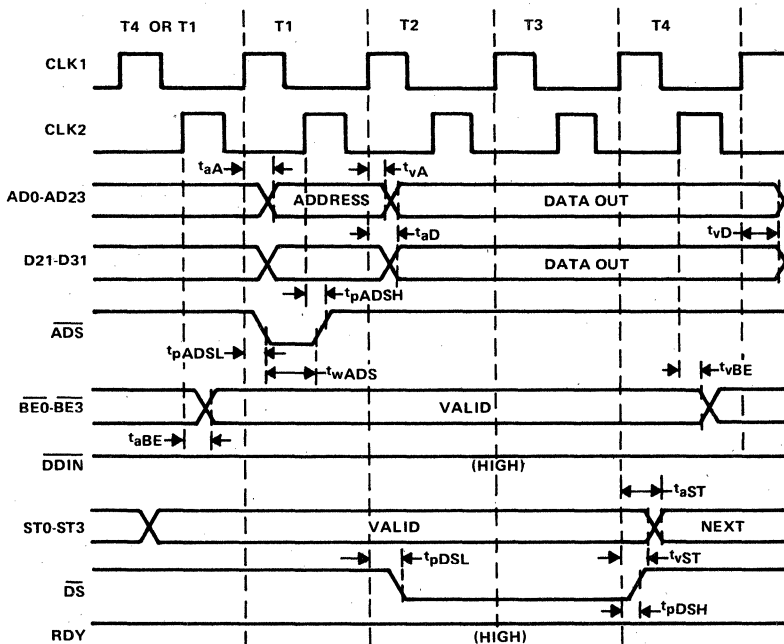 T4 OR T1 T1 T2 T3 T4
CLK1
CLK2
taA tvA
AD0-AD23 ADDRESS DATA OUT
taD tvD
D21-D31 DATA OUT
tpADSH
ADS
tpADSL
twADS tvBE
BE0-BE3 VALID
taBE
DDIN (HIGH)
taST
ST0-ST3 VALID NEXT
tpDSL tvST
DS
tpDSH
RDY (HIGH)